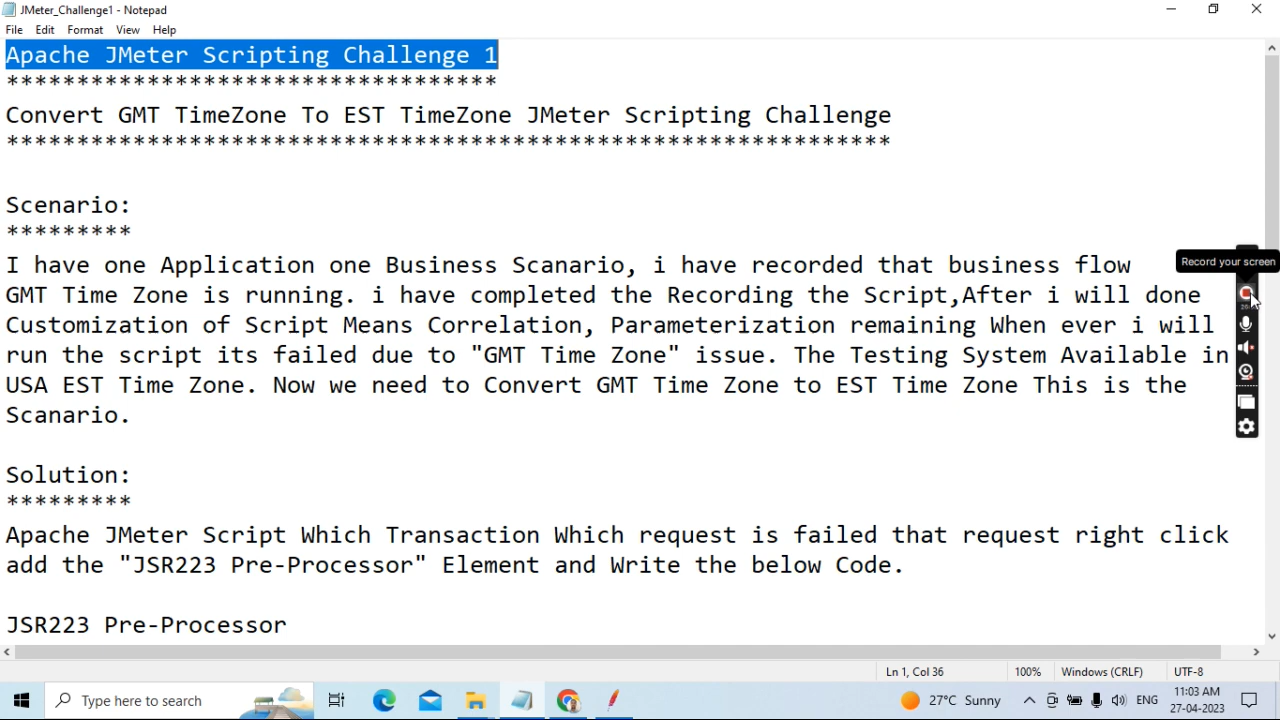 JMeter_Challenge1 - Notepad
File Edit Format View Help
Apache JMeter Scripting Challenge 1
***********************************
Convert GMT TimeZone To EST TimeZone JMeter Scripting Challenge
***************************************************************
Scenario:
*********
I have one Application one Business Scanario, i have recorded that business flow
Record your screen
GMT Time Zone is running. i have completed the Recording the Script,After i will done
Customization of Script Means Correlation, Parameterization remaining When ever i will
run the script its failed due to "GMT Time Zone" issue. The Testing System Available in
USA EST Time Zone. Now we need to Convert GMT Time Zone to EST Time Zone This is the
Scanario.
Solution:
*********
Apache JMeter Script Which Transaction Which request is failed that request right click
add the "JSR223 Pre-Processor" Element and Write the below Code.
JSR223 Pre-Processor
Ln 1, Col 36 100% Windows (CRLF) UTF-8
Type here to search 27°C Sunny ENG 11:03 AM
27-04-2023